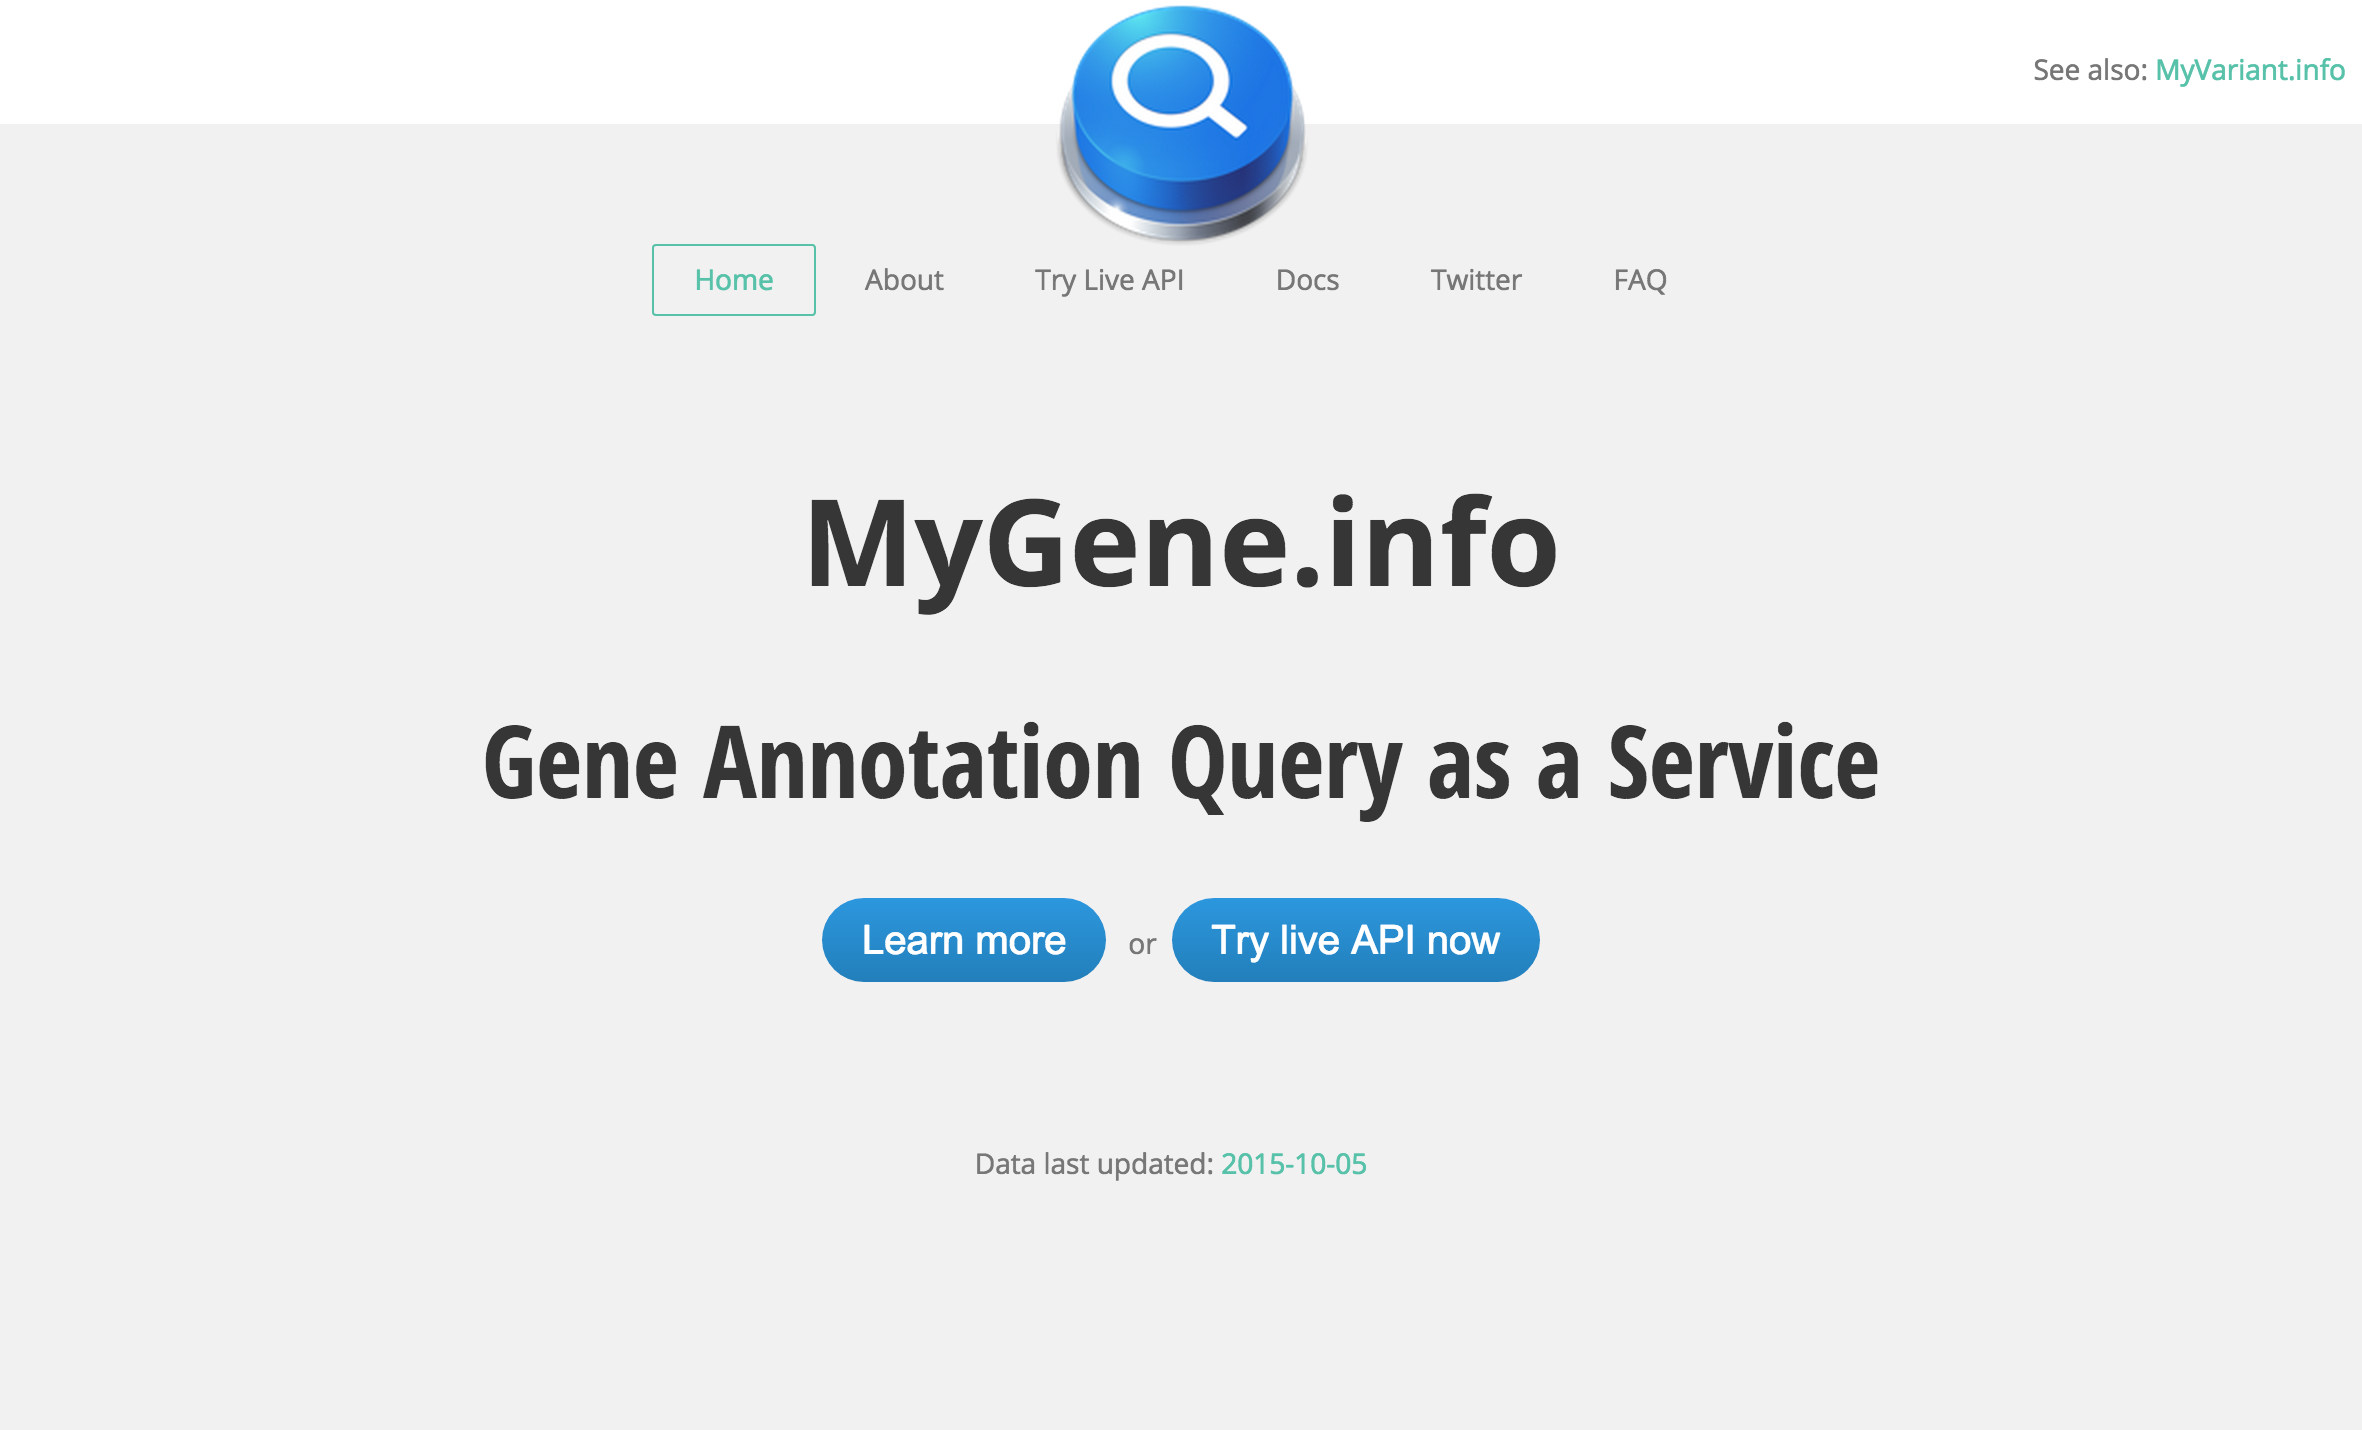 See also: MyVariant.info
Home About Try Live API Docs Twitter FAQ
MyGene.info
Gene Annotation Query as a Service
Learn more or Try live API now
Data last updated: 2015-10-05